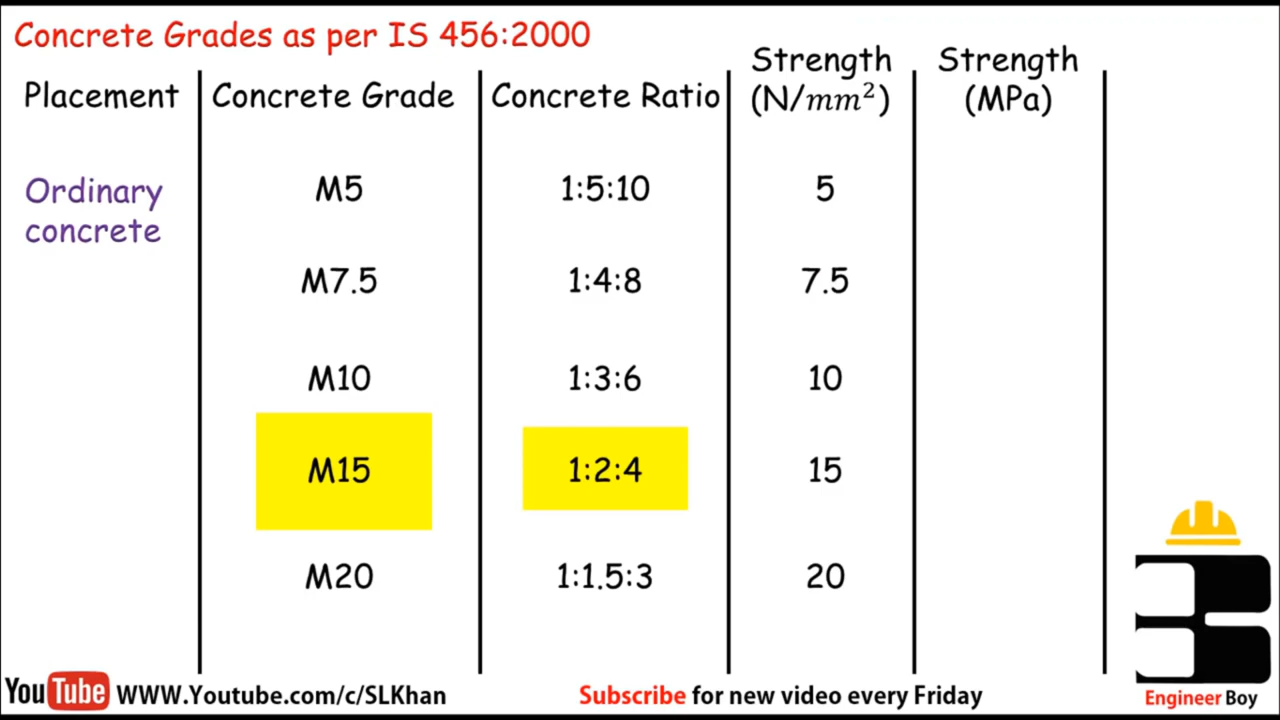 Concrete Grades as per IS 456:2000
Placement Concrete Grade Concrete Ratio Strength (N/mm²) Strength (MPa)
Ordinary concrete M5 1:5:10 5
M7.5 1:4:8 7.5
M10 1:3:6 10
M15 1:2:4 15
M20 1:1.5:3 20
YouTube WWW.Youtube.com/c/SLKhan Subscribe for new video every Friday Engineer Boy